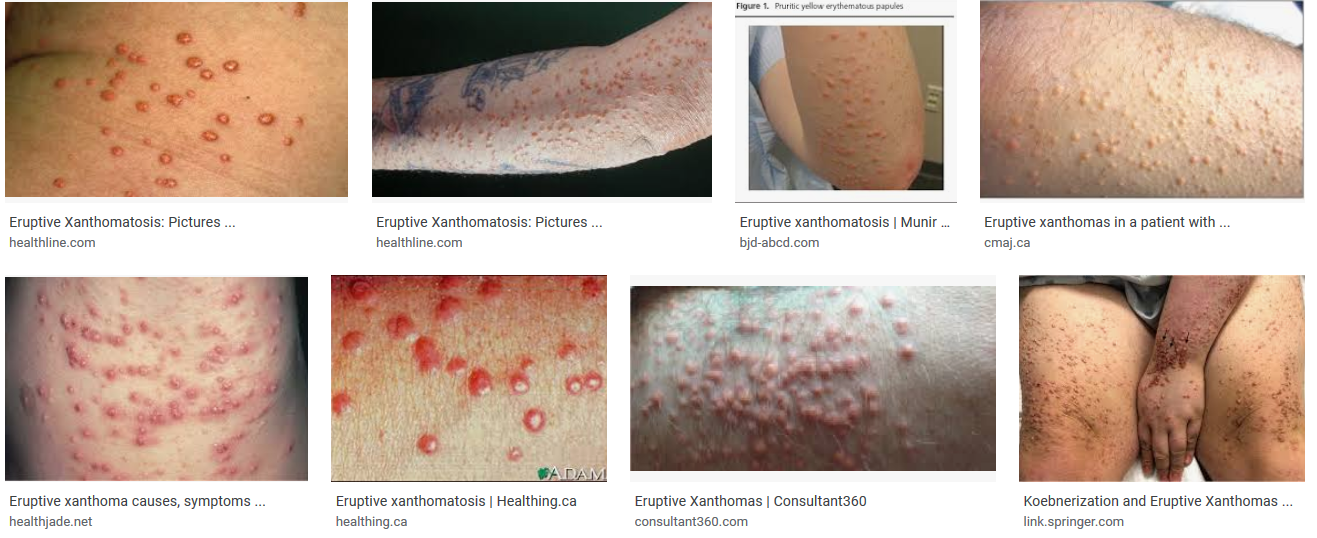 Figure 1. Pruritic yellow erythematous papules
Eruptive Xanthomatosis: Pictures ...
healthline.com
Eruptive Xanthomatosis: Pictures ...
healthline.com
Eruptive xanthomatosis | Munir ...
bjd-abcd.com
Eruptive xanthomas in a patient with ...
cmaj.ca
ADAM
Eruptive xanthoma causes, symptoms ...
healthjade.net
Eruptive xanthomatosis | Healthing.ca
healthing.ca
Eruptive Xanthomas | Consultant360
consultant360.com
Koebnerization and Eruptive Xanthomas ...
link.springer.com